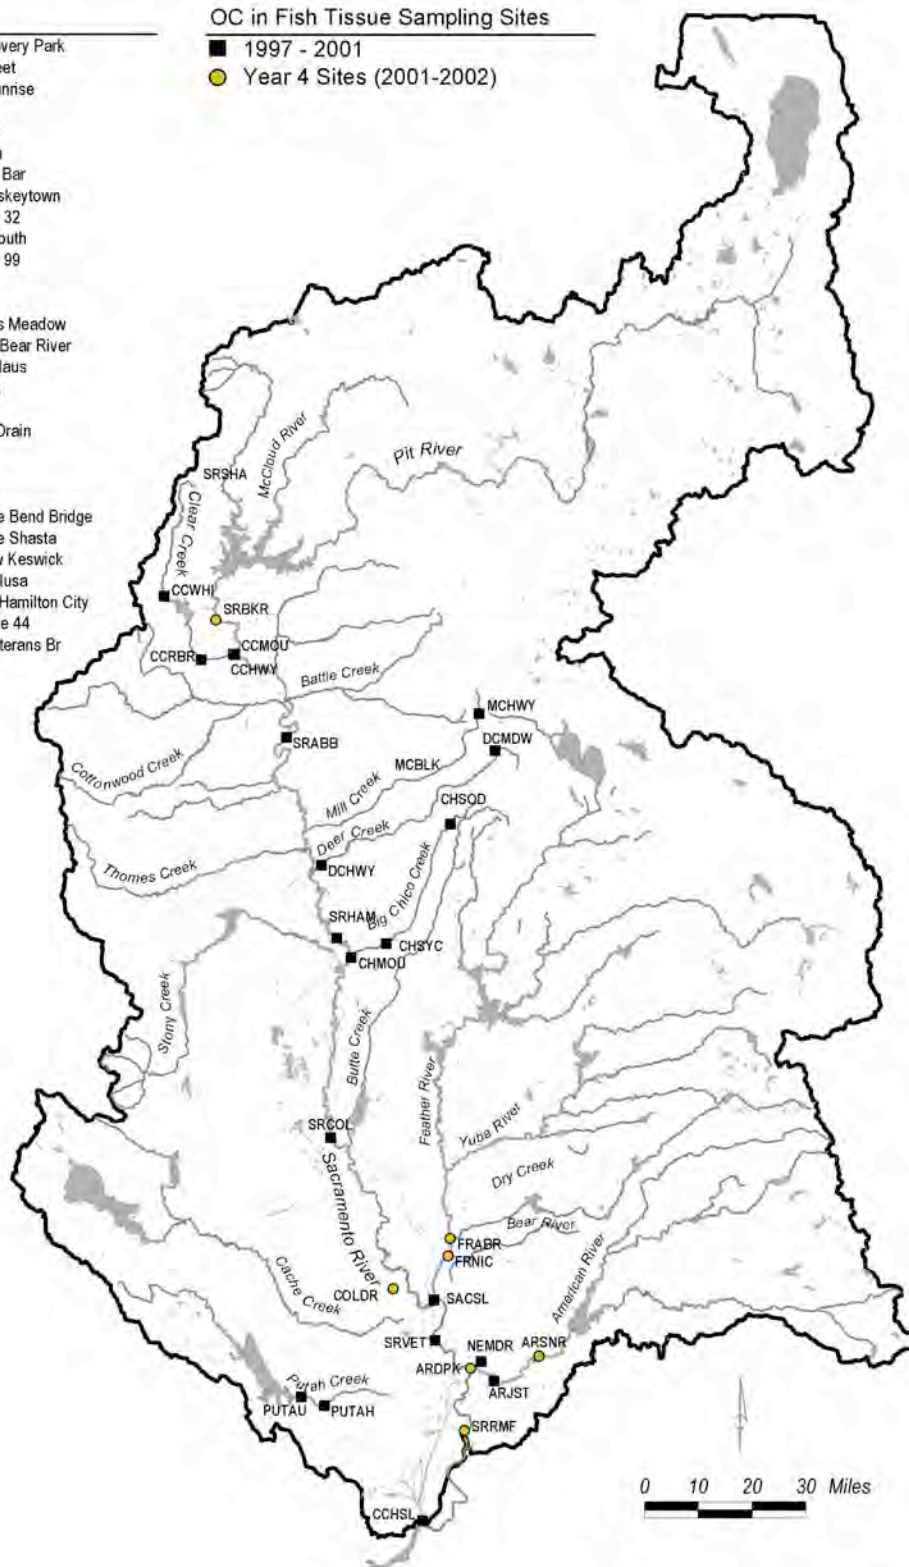 OC in Fish Tissue Sampling Sites
1997 - 2001
Year 4 Sites (2001-2002)
very Park
eet
nrise
Bar
skeytown
32
outh
99
s Meadow
Bear River
laus
Drain
e Bend Bridge
e Shasta
w Keswick
lusa
Hamilton City
e 44
terans Br
McCloud River
Pit River
SRSHA
Clear Creek
CCWHI
SRBKR
CCMOU
CCRBR
CCHWY
Battle Creek
MCHWY
SRABB
DCMDW
Cottonwood Creek
MCBLK
Mill Creek
CHSOD
Deer Creek
Thomes Creek
DCHWY
Big Chico Creek
SRHAM
CHSYC
CHMOU
Stony Creek
Butte Creek
Feather River
SRCOL
Yuba River
Sacramento River
Dry Creek
Bear River
FRABR
FRNIC
American River
Cache Creek
COLDR
SACSL
SRVET
NEMDR
ARSNR
ARDPK
ARJST
Putah Creek
PUTAU
PUTAH
SRRMF
0 10 20 30 Miles
CCHSL